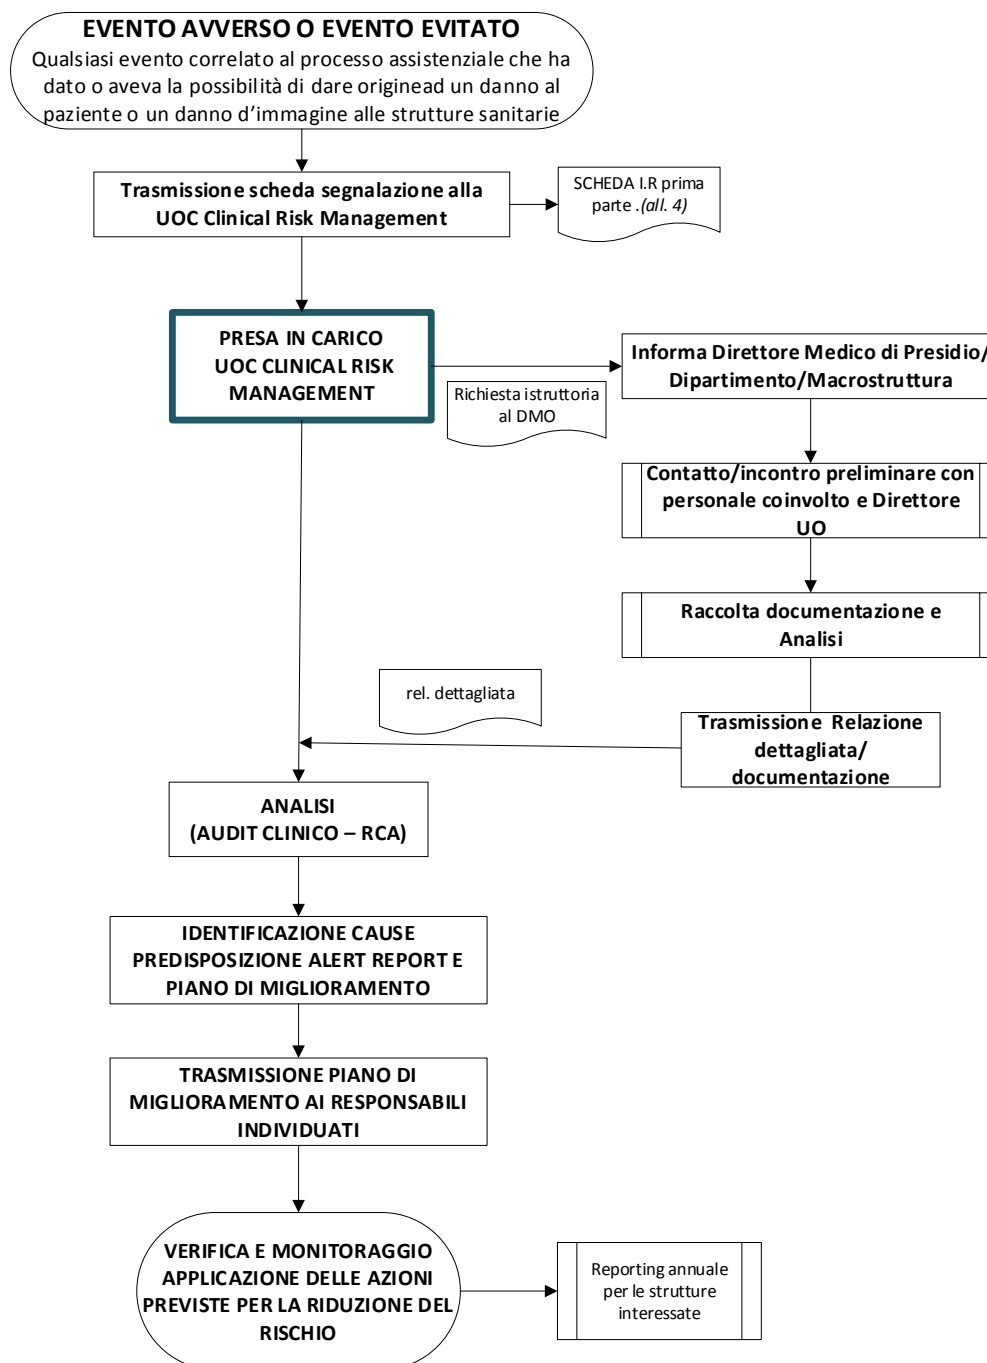 EVENTO AVVERSO O EVENTO EVITATO
Qualsiasi evento correlato al processo assistenziale che ha
dato o aveva la possibilità di dare originead un danno al
paziente o un danno d'immagine alle strutture sanitarie
Trasmissione scheda segnalazione alla
UOC Clinical Risk Management
SCHEDA I.R prima
parte .(all. 4)
PRESA IN CARICO
UOC CLINICAL RISK
MANAGEMENT
Richiesta istruttoria
al DMO
Informa Direttore Medico di Presidio/
Dipartimento/Macrostruttura
Contatto/incontro preliminare con
personale coinvolto e Direttore
UO
Raccolta documentazione e
Analisi
rel. dettagliata
Trasmissione Relazione
dettagliata/
documentazione
ANALISI
(AUDIT CLINICO – RCA)
IDENTIFICAZIONE CAUSE
PREDISPOSIZIONE ALERT REPORT E
PIANO DI MIGLIORAMENTO
TRASMISSIONE PIANO DI
MIGLIORAMENTO AI RESPONSABILI
INDIVIDUATI
VERIFICA E MONITORAGGIO
APPLICAZIONE DELLE AZIONI
PREVISTE PER LA RIDUZIONE DEL
RISCHIO
Reporting annuale
per le strutture
interessate